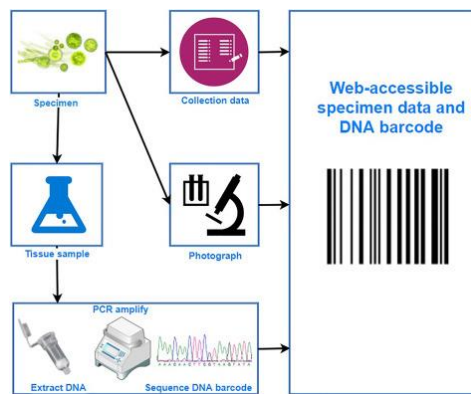 Specimen
Collection data
Web-accessible
specimen data and
DNA barcode
Tissue sample
Photograph
PCR amplify
Extract DNA
Sequence DNA barcode